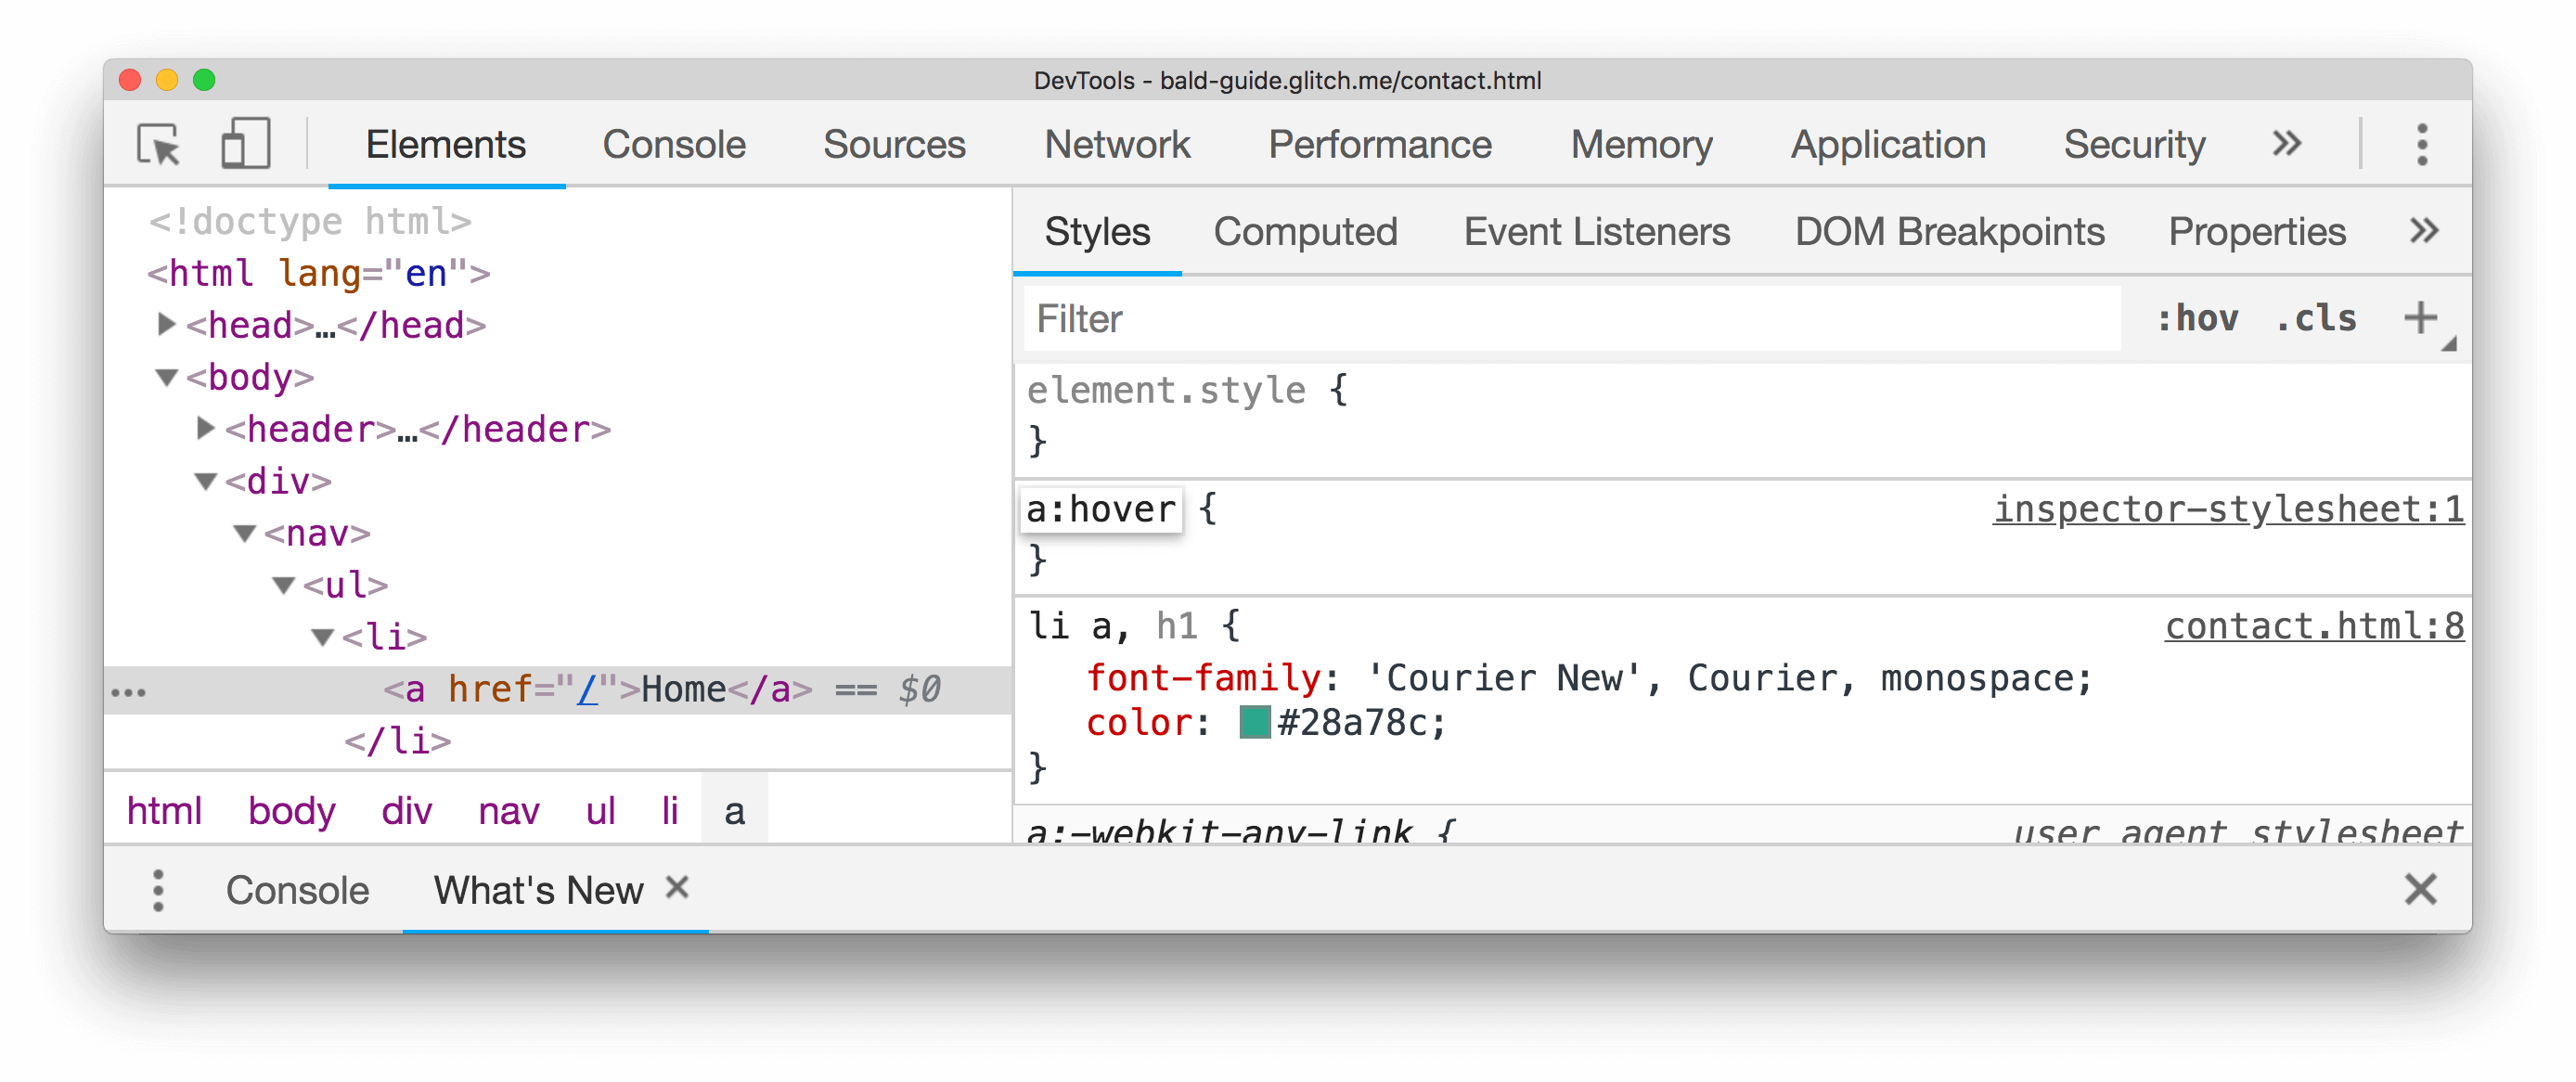 DevTools - bald-guide.glitch.me/contact.html
Elements Console Sources Network Performance Memory Application Security »
<!doctype html>
<html lang="en">
<head>…</head>
<body>
<header>…</header>
<div>
<nav>
<ul>
<li>
… <a href="/">Home</a> == $0
</li>
html body div nav ul li a
Styles Computed Event Listeners DOM Breakpoints Properties »
Filter :hov .cls +
element.style {
}
a:hover { inspector-stylesheet:1
}
li a, h1 { contact.html:8
font-family: 'Courier New', Courier, monospace;
color: #28a78c;
}
a:-webkit-any-link { user agent stylesheet
Console What's New ×